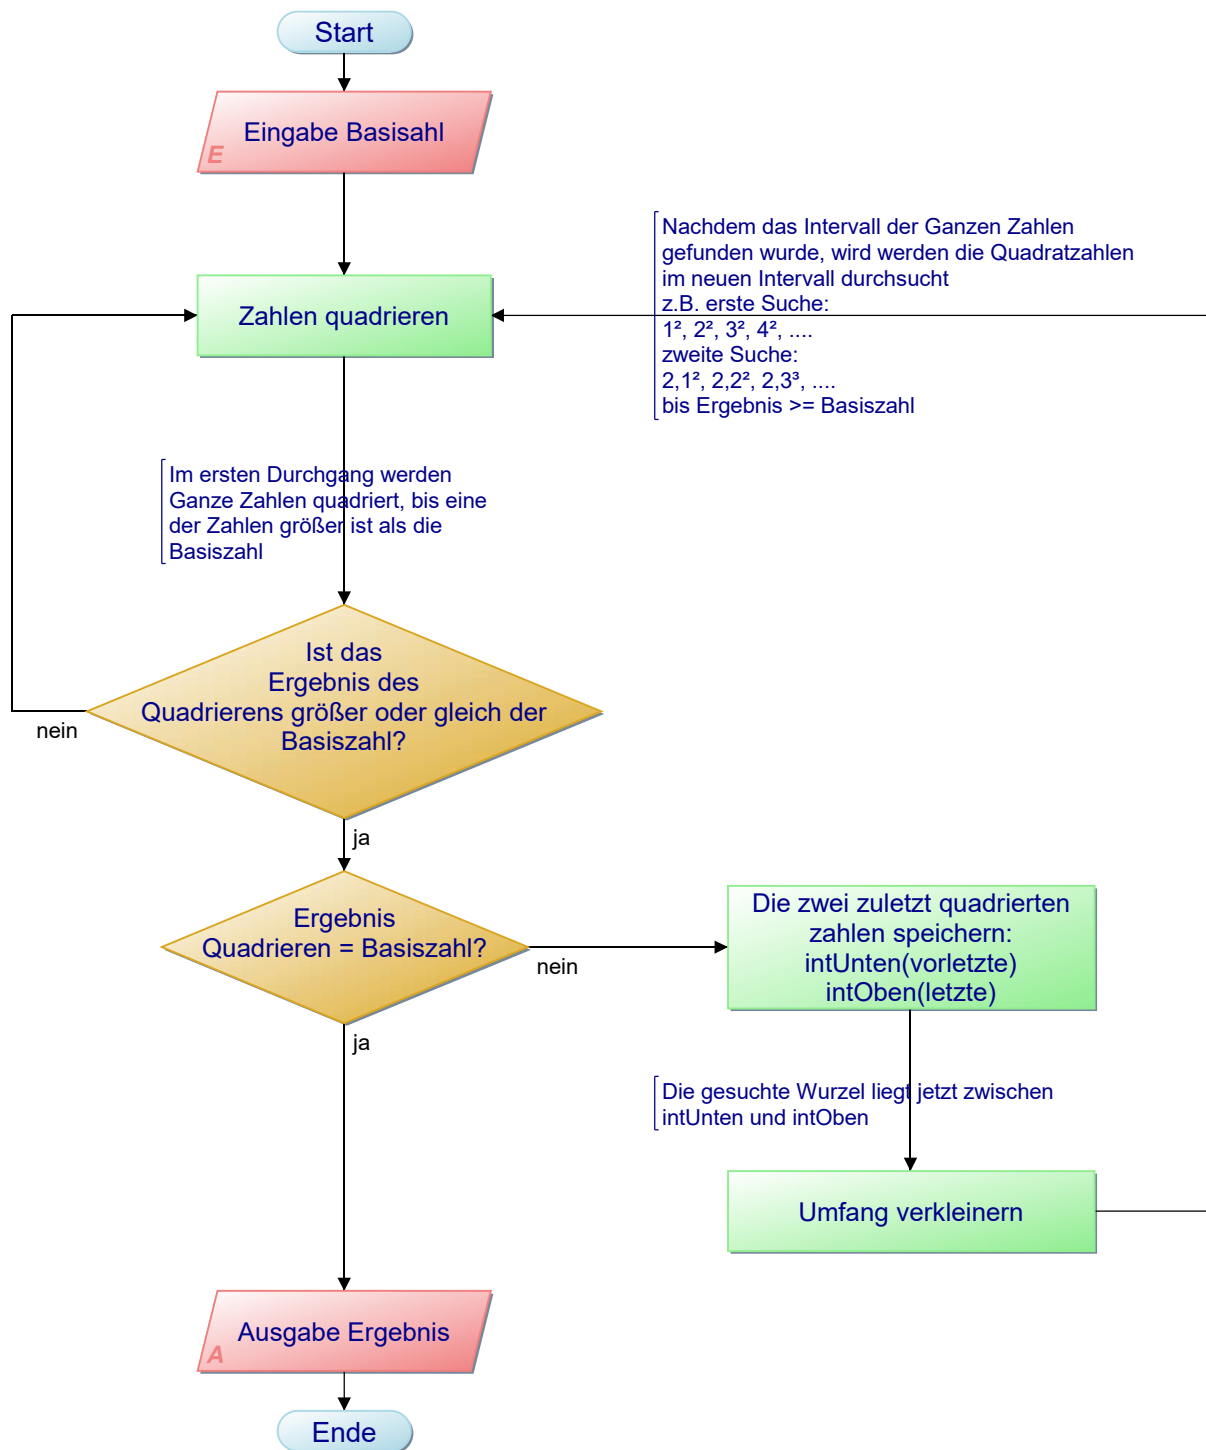 Start
Eingabe Basisahl
E
Nachdem das Intervall der Ganzen Zahlen
gefunden wurde, wird werden die Quadratzahlen
im neuen Intervall durchsucht
z.B. erste Suche:
1², 2², 3², 4², ....
zweite Suche:
2,1², 2,2², 2,3³, ....
bis Ergebnis >= Basiszahl
Zahlen quadrieren
Im ersten Durchgang werden
Ganze Zahlen quadriert, bis eine
der Zahlen größer ist als die
Basiszahl
Ist das
Ergebnis des
Quadrierens größer oder gleich der
Basiszahl?
nein
ja
Ergebnis
Quadrieren = Basiszahl?
nein
ja
Die zwei zuletzt quadrierten
zahlen speichern:
intUnten(vorletzte)
intOben(letzte)
Die gesuchte Wurzel liegt jetzt zwischen
intUnten und intOben
Umfang verkleinern
Ausgabe Ergebnis
A
Ende